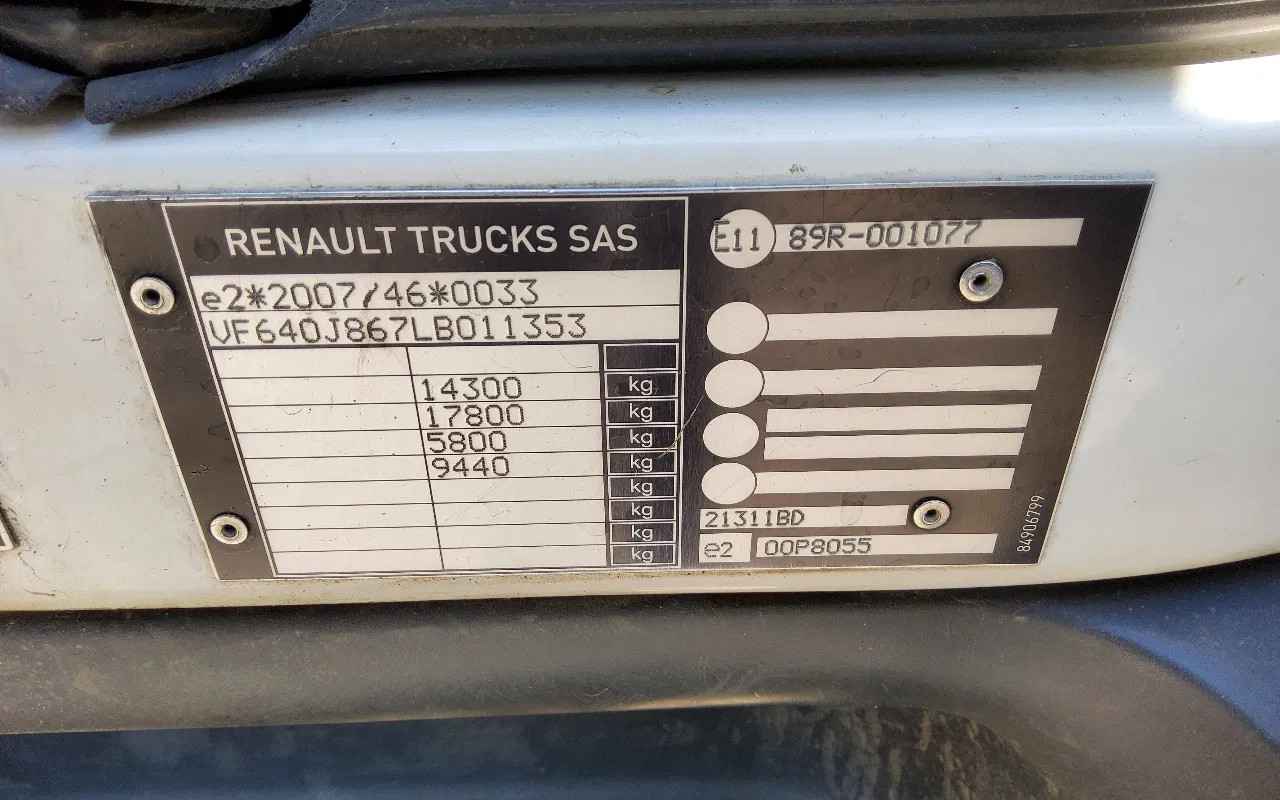 RENAULT TRUCKS SAS
e2*2007/46*0033
VF640J867LB011353
14300 kg
17800 kg
5800 kg
9440 kg
kg
kg
kg
kg
E11 89R-001077
21311BD
e2 00P8055
84906799